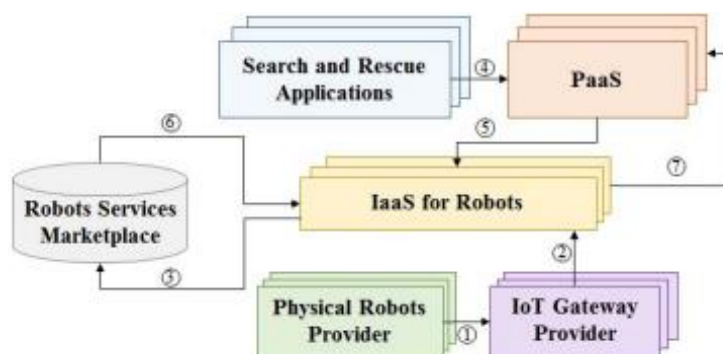 Search and Rescue
Applications
④
PaaS
⑥
⑤
Robots Services
Marketplace
IaaS for Robots
⑦
③
②
Physical Robots
Provider
①
IoT Gateway
Provider